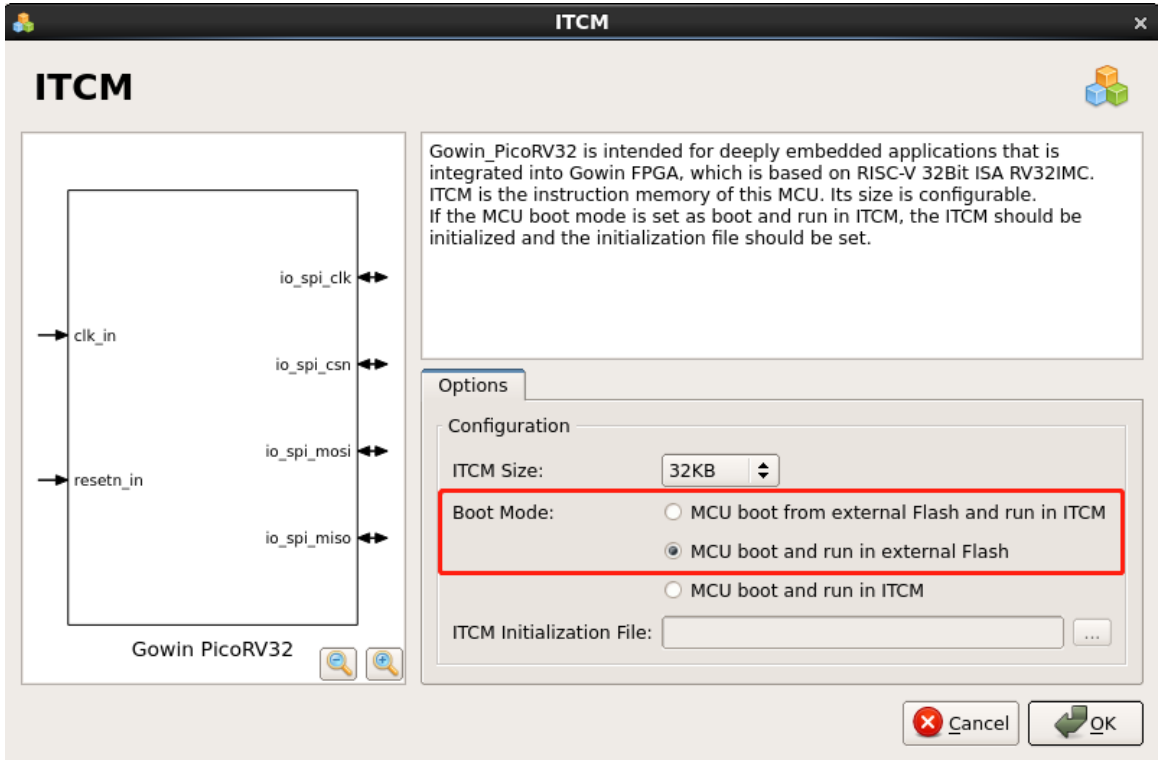 ITCM
ITCM
io_spi_clk
clk_in
io_spi_csn
io_spi_mosi
resetn_in
io_spi_miso
Gowin PicoRV32
Gowin_PicoRV32 is intended for deeply embedded applications that is
integrated into Gowin FPGA, which is based on RISC-V 32Bit ISA RV32IMC.
ITCM is the instruction memory of this MCU. Its size is configurable.
If the MCU boot mode is set as boot and run in ITCM, the ITCM should be
initialized and the initialization file should be set.
Options
Configuration
ITCM Size: 32KB
Boot Mode: MCU boot from external Flash and run in ITCM
MCU boot and run in external Flash
MCU boot and run in ITCM
ITCM Initialization File: ...
Cancel OK